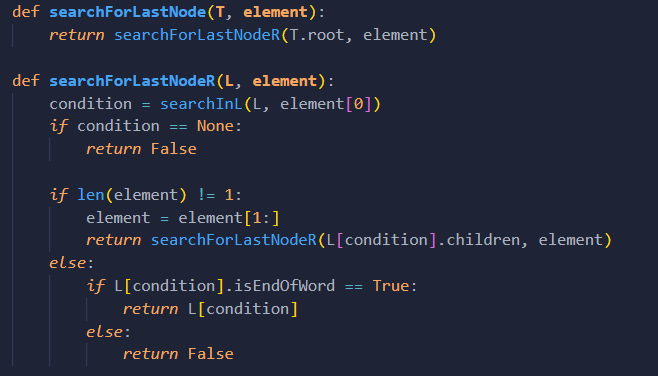 def searchForLastNode(T, element):
    return searchForLastNodeR(T.root, element)

def searchForLastNodeR(L, element):
    condition = searchInL(L, element[0])
    if condition == None:
        return False

    if len(element) != 1:
        element = element[1:]
        return searchForLastNodeR(L[condition].children, element)
    else:
        if L[condition].isEndOfWord == True:
            return L[condition]
        else:
            return False